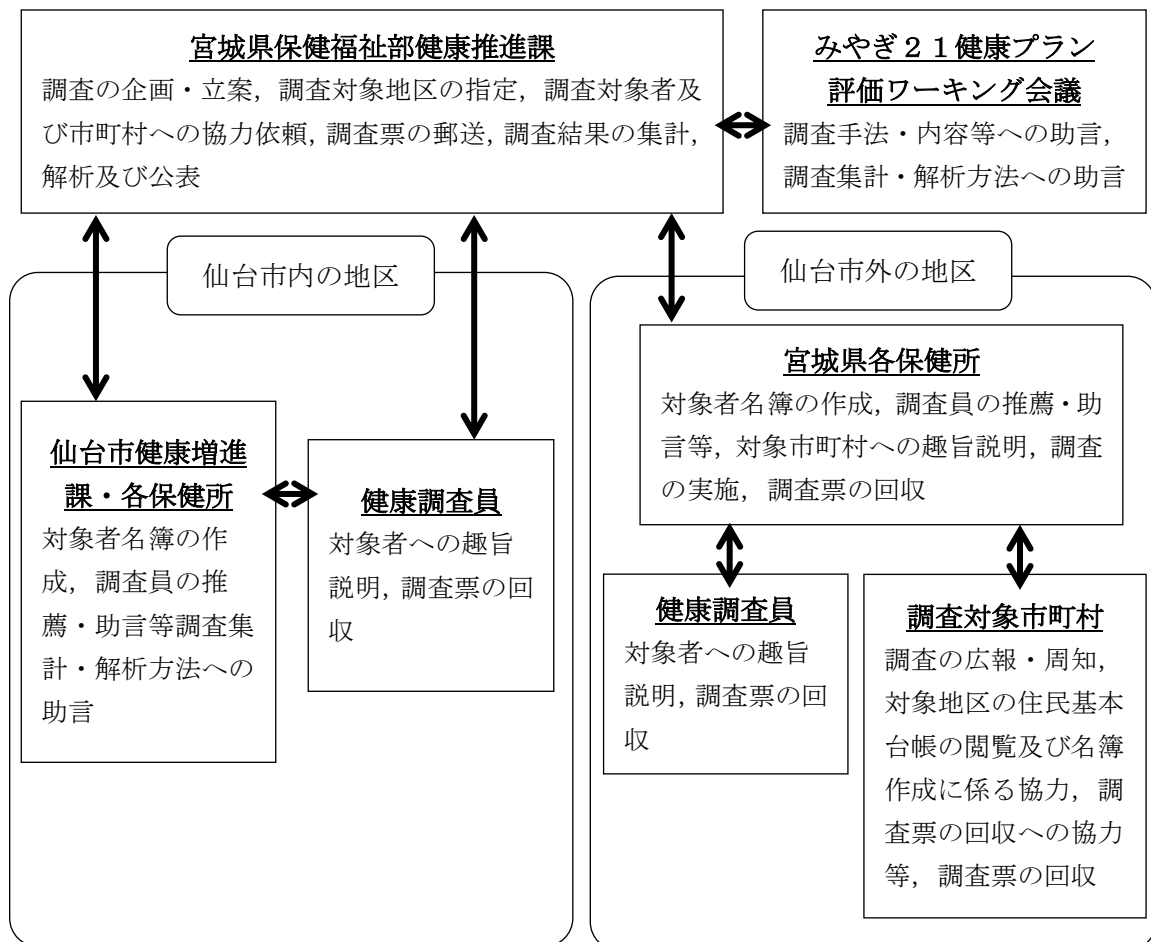 宮城県保健福祉部健康推進課
調査の企画・立案，調査対象地区の指定，調査対象者及
び市町村への協力依頼，調査票の郵送，調査結果の集計，
解析及び公表
みやぎ２１健康プラン
評価ワーキング会議
調査手法・内容等への助言，
調査集計・解析方法への助言
仙台市内の地区
仙台市健康増進
課・各保健所
対象者名簿の作
成，調査員の推
薦・助言等調査集
計・解析方法への
助言
健康調査員
対象者への趣旨
説明，調査票の回
収
仙台市外の地区
宮城県各保健所
対象者名簿の作成，調査員の推薦・助
言等，対象市町村への趣旨説明，調査
の実施，調査票の回収
健康調査員
対象者への趣旨
説明，調査票の回
収
調査対象市町村
調査の広報・周知，
対象地区の住民基本
台帳の閲覧及び名簿
作成に係る協力，調
査票の回収への協力
等，調査票の回収